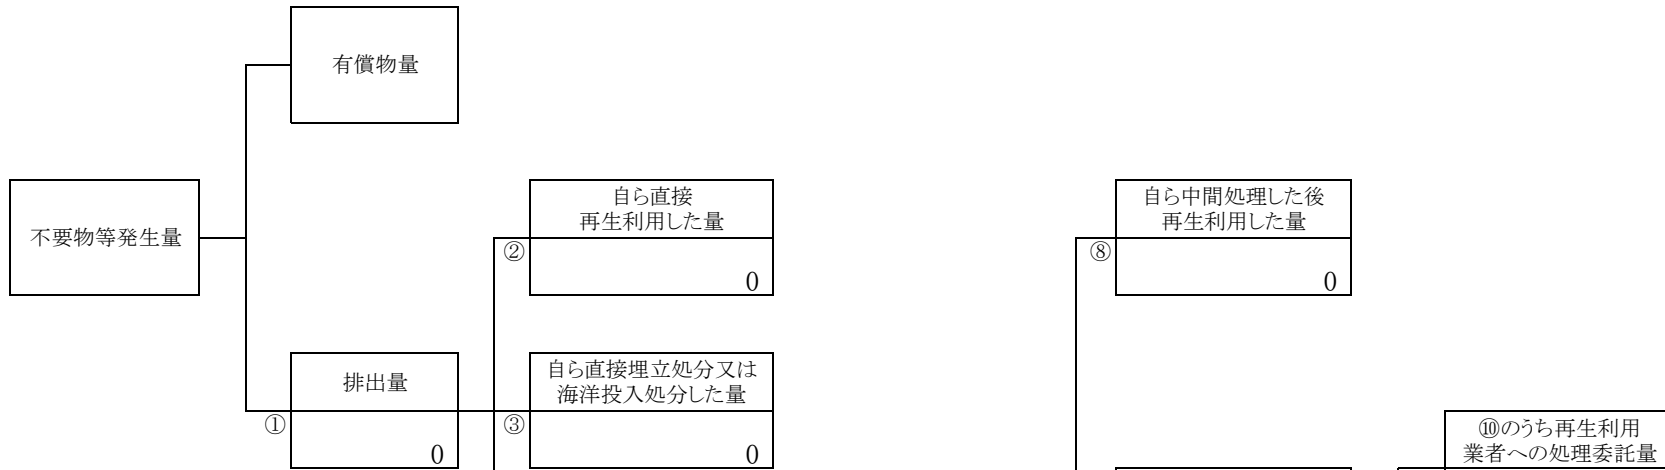 有償物量
不要物等発生量
自ら直接
再生利用した量
②
0
自ら中間処理した後
再生利用した量
⑧
0
排出量
①
0
自ら直接埋立処分又は
海洋投入処分した量
③
0
⑩のうち再生利用
業者への処理委託量